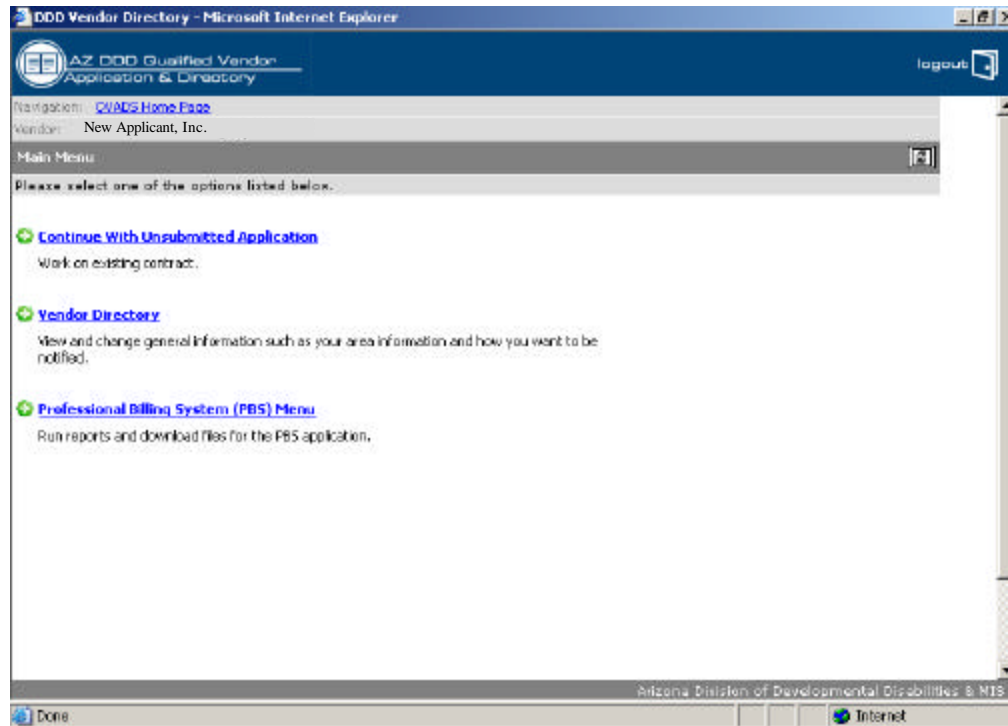 DDD Vendor Directory - Microsoft Internet Explorer
AZ DDD Qualified Vendor
Application & Directory
logout
Navigation: QVADS Home Page
Vendor: New Applicant, Inc.
Main Menu
Please select one of the options listed below.
Continue With Unsubmitted Application
Work on existing contract.
Vendor Directory
View and change general information such as your area information and how you want to be
notified.
Professional Billing System (PBS) Menu
Run reports and download files for the PBS application.
Arizona Division of Developmental Disabilities & MIS
Done
Internet